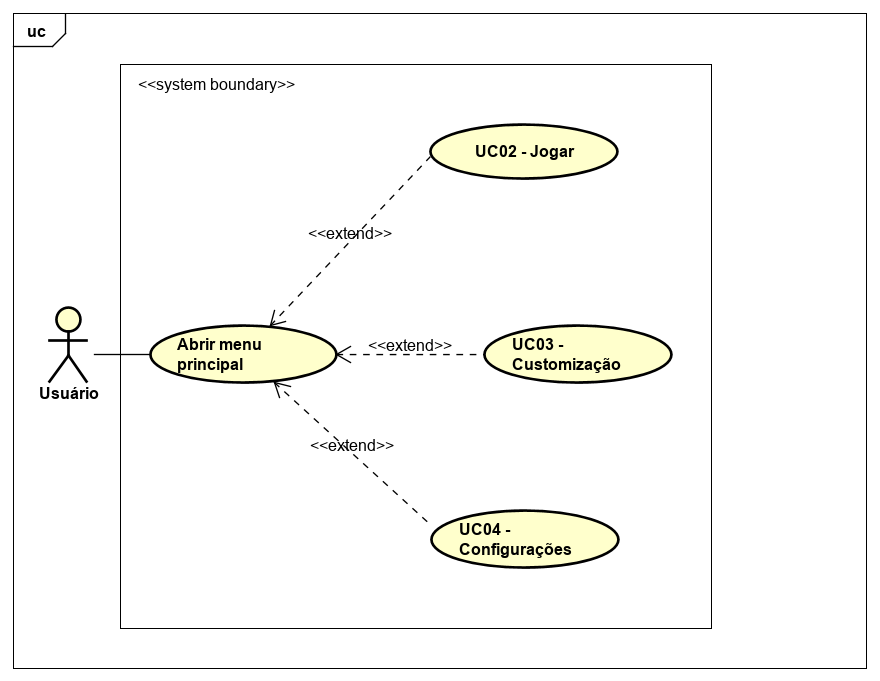 uc
<<system boundary>>
UC02 - Jogar
<<extend>>
Abrir menu
principal
<<extend>>
UC03 -
Customização
Usuário
<<extend>>
UC04 -
Configurações